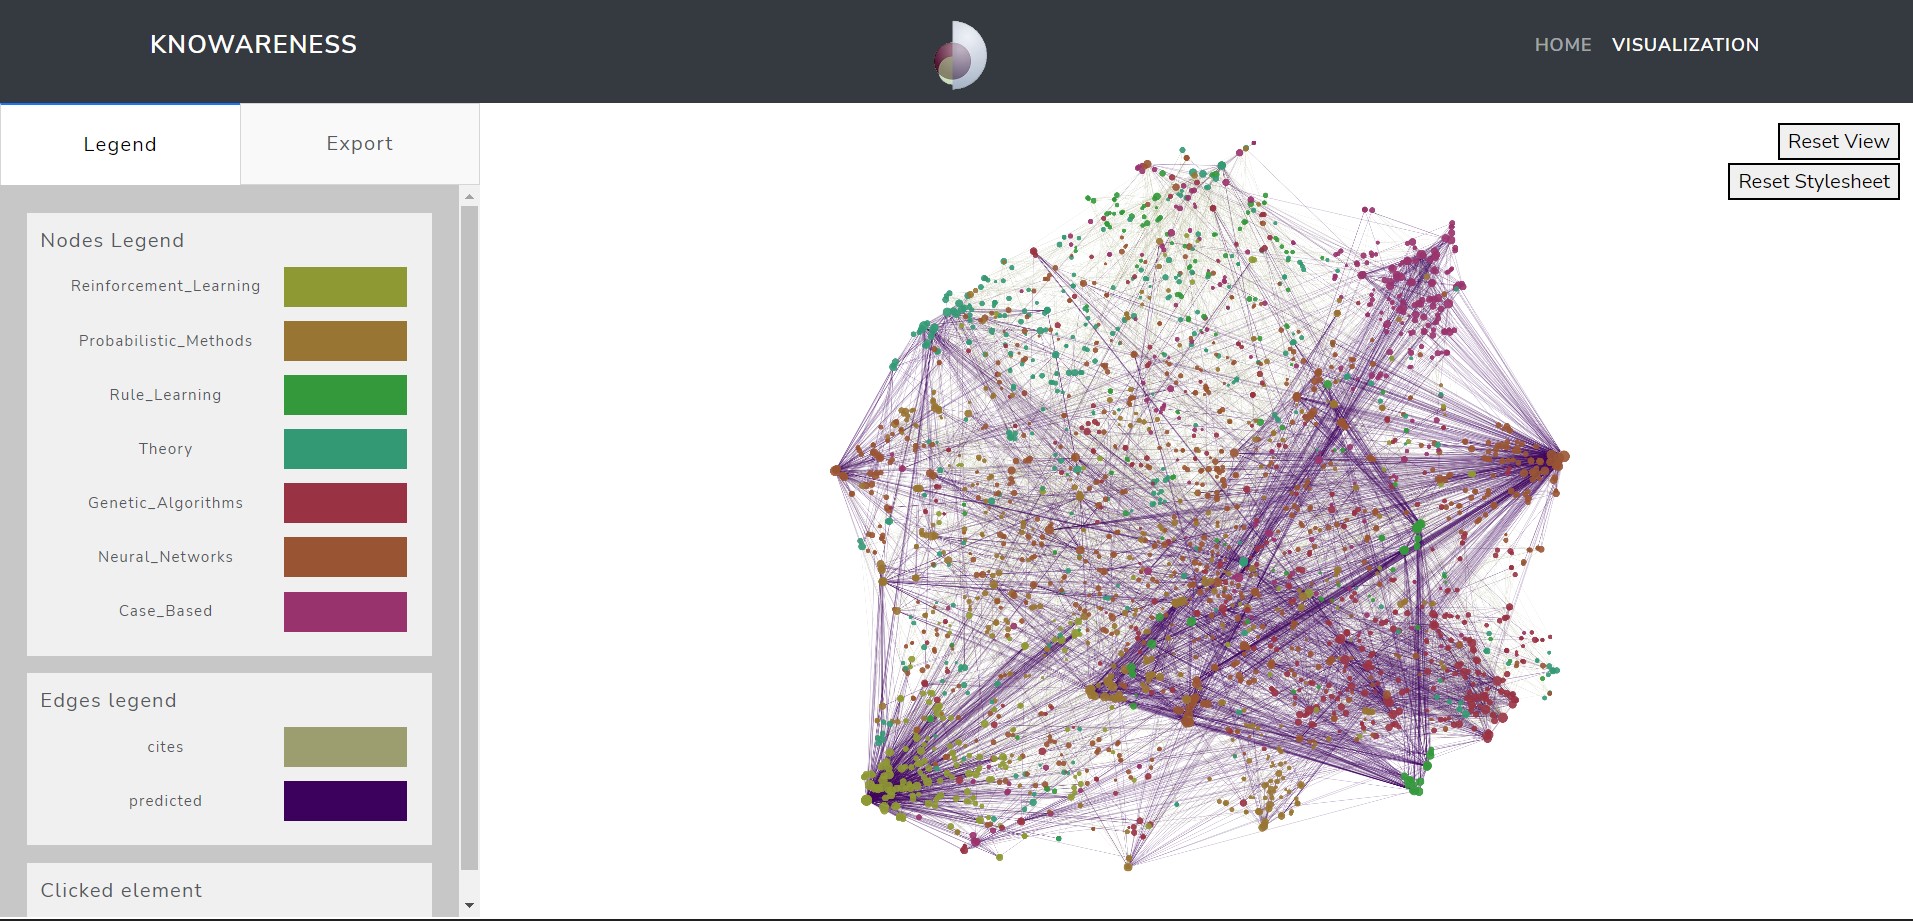 KNOWARENESS
HOME VISUALIZATION
Legend Export
Reset View
Reset Stylesheet
Nodes Legend
Reinforcement_Learning
Probabilistic_Methods
Rule_Learning
Theory
Genetic_Algorithms
Neural_Networks
Case_Based
Edges legend
cites
predicted
Clicked element